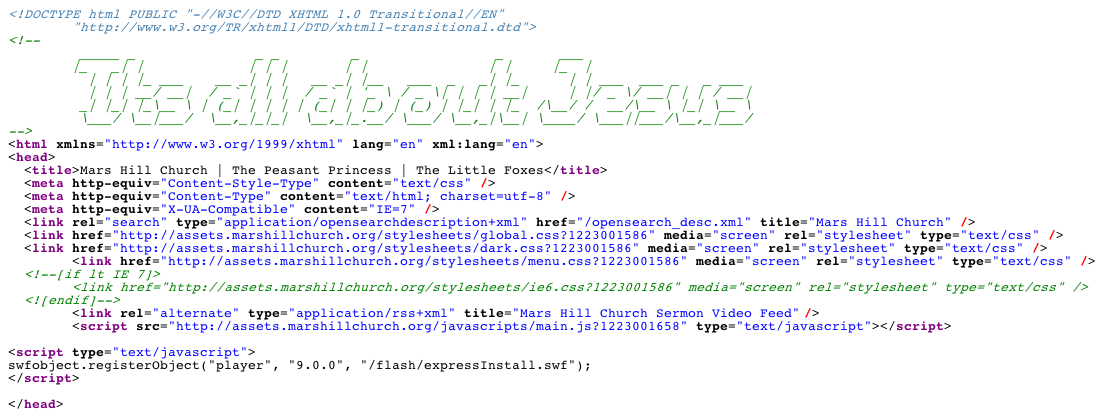 <!DOCTYPE html PUBLIC "-//W3C//DTD XHTML 1.0 Transitional//EN"
"http://www.w3.org/TR/xhtml1/DTD/xhtml1-transitional.dtd">
<!--
Its all about Jesus
-->
<html xmlns="http://www.w3.org/1999/xhtml" lang="en" xml:lang="en">
<head>
<title>Mars Hill Church | The Peasant Princess | The Little Foxes</title>
<meta http-equiv="Content-Style-Type" content="text/css" />
<meta http-equiv="Content-Type" content="text/html; charset=utf-8" />
<meta http-equiv="X-UA-Compatible" content="IE=7" />
<link rel="search" type="application/opensearchdescription+xml" href="/opensearch_desc.xml" title="Mars Hill Church" />
<link href="http://assets.marshillchurch.org/stylesheets/global.css?1223001586" media="screen" rel="stylesheet" type="text/css" />
<link href="http://assets.marshillchurch.org/stylesheets/dark.css?1223001586" media="screen" rel="stylesheet" type="text/css" />
<link href="http://assets.marshillchurch.org/stylesheets/menu.css?1223001586" media="screen" rel="stylesheet" type="text/css" />
<!--[if lt IE 7]>
<link href="http://assets.marshillchurch.org/stylesheets/ie6.css?1223001586" media="screen" rel="stylesheet" type="text/css" />
<![endif]-->
<link rel="alternate" type="application/rss+xml" title="Mars Hill Church Sermon Video Feed" />
<script src="http://assets.marshillchurch.org/javascripts/main.js?1223001658" type="text/javascript"></script>
<script type="text/javascript">
swfobject.registerObject("player", "9.0.0", "/flash/expressInstall.swf");
</script>
</head>